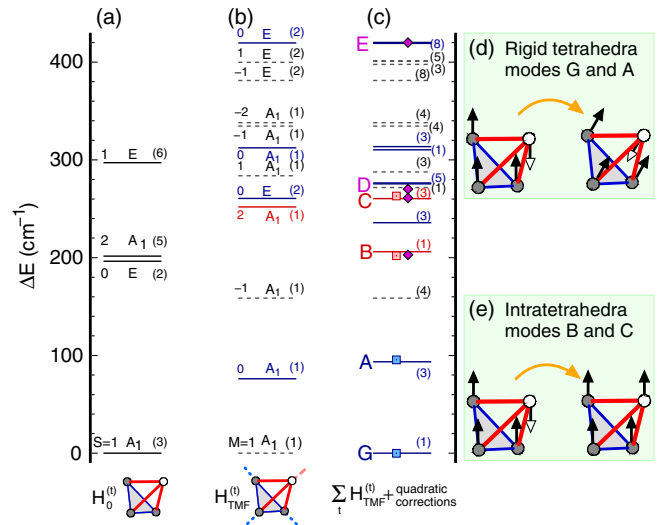 (a)
(b)
(c)
ΔE (cm⁻¹)
400
300
200
100
0
1 E (6)
2 A₁ (5)
0 E (2)
S=1 A₁ (3)
H₀⁽ᵗ⁾
0 E (2)
1 E (2)
−1 E (2)
−2 A₁ (1)
−1 A₁ (1)
0 A₁ (1)
1 A₁ (1)
0 E (2)
2 A₁ (1)
−1 A₁ (1)
0 A₁ (1)
M=1 A₁ (1)
H_TMF^(t)
E (8)
(5)
(3)
(8)
(4)
(4)
(3)
(1)
(3)
D (5)
(1)
C (3)
(3)
B (1)
(4)
A (3)
G (1)
∑_t H_TMF^(t) + quadratic
corrections
(d) Rigid tetrahedra
modes G and A
(e) Intratetrahedra
modes B and C